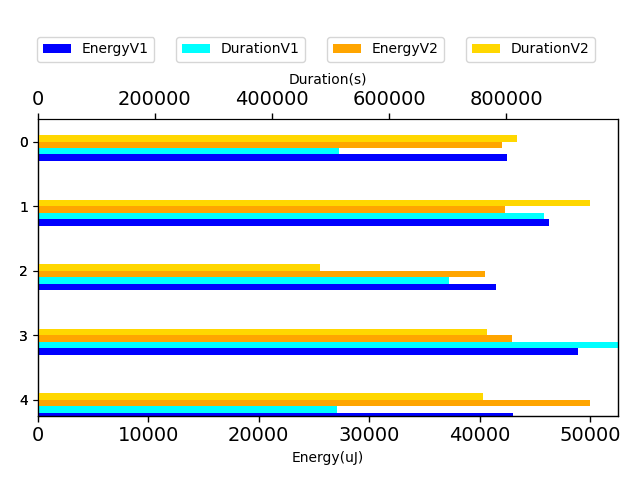 EnergyV1 DurationV1 EnergyV2 DurationV2
Duration(s)
0 200000 400000 600000 800000
0
1
2
3
4
0 10000 20000 30000 40000 50000
Energy(uJ)